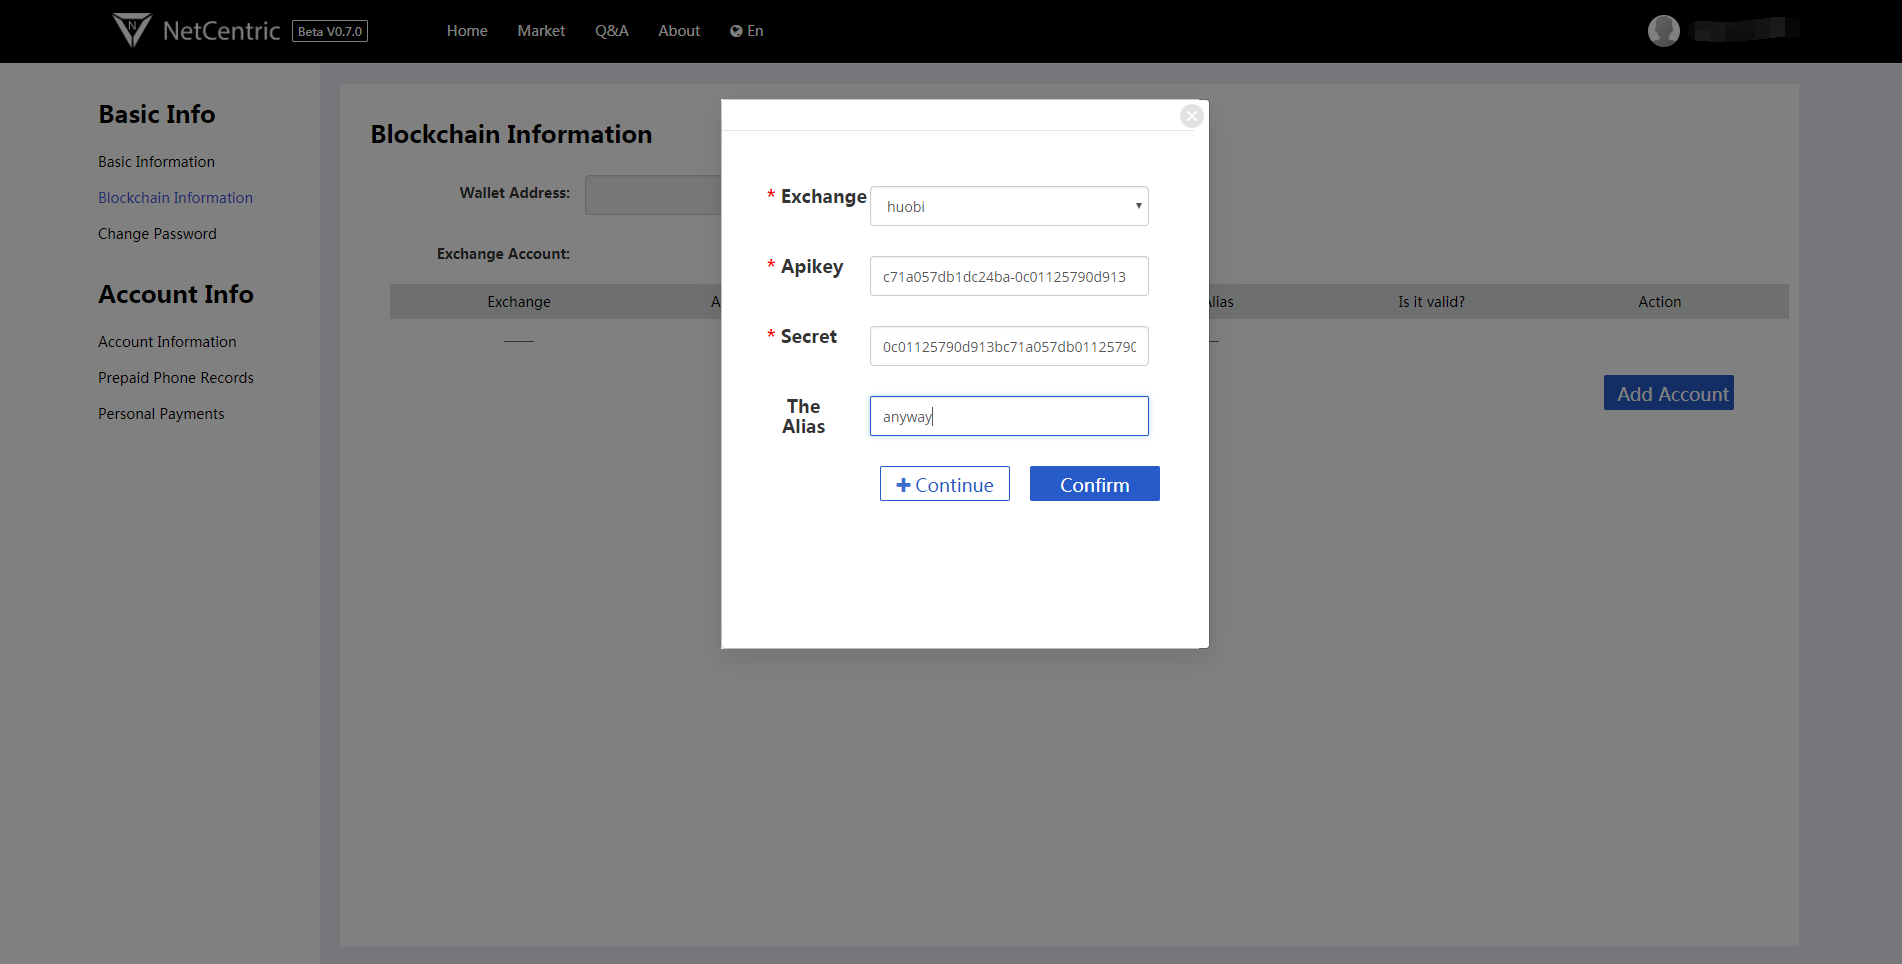 NetCentric Beta V0.7.0 Home Market Q&A About En
Basic Info
Basic Information
Blockchain Information
Change Password
Account Info
Account Information
Prepaid Phone Records
Personal Payments
Blockchain Information
Wallet Address:
Exchange Account:
Exchange A lias Is it valid? Action
Add Account
* Exchange huobi
* Apikey c71a057db1dc24ba-0c01125790d913
* Secret 0c01125790d913bc71a057db01125790
The
Alias
anyway
Continue Confirm